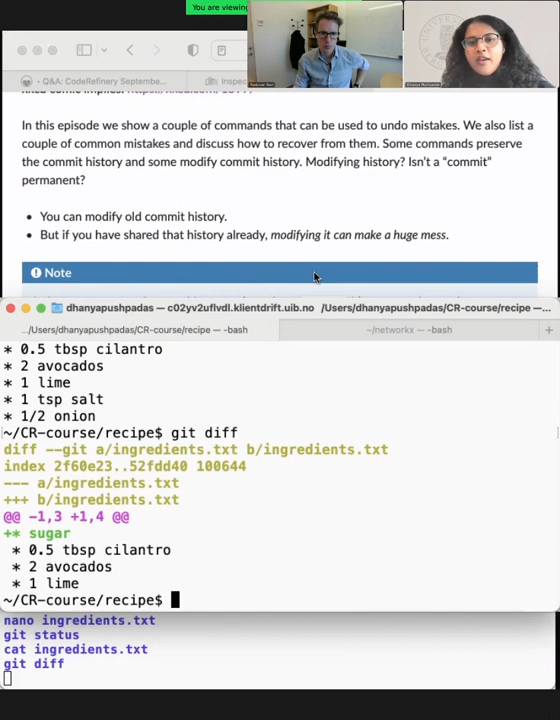 You are viewing
Q&A: CodeRefinery Septembe...
Inspec
In this episode we show a couple of commands that can be used to undo mistakes. We also list a
couple of common mistakes and discuss how to recover from them. Some commands preserve
the commit history and some modify commit history. Modifying history? Isn't a "commit"
permanent?
• You can modify old commit history.
• But if you have shared that history already, modifying it can make a huge mess.
Note
dhanyapushpadas — c02yv2uflvdl.klientdrift.uib.no /Users/dhanyapushpadas/CR-course/recipe —...
.../Users/dhanyapushpadas/CR-course/recipe — -bash
~/networkx — -bash
+
* 0.5 tbsp cilantro
* 2 avocados
* 1 lime
* 1 tsp salt
* 1/2 onion
~/CR-course/recipe$ git diff
diff --git a/ingredients.txt b/ingredients.txt
index 2f60e23..52fdd40 100644
--- a/ingredients.txt
+++ b/ingredients.txt
@@ -1,3 +1,4 @@
+* sugar
* 0.5 tbsp cilantro
* 2 avocados
* 1 lime
~/CR-course/recipe$
nano ingredients.txt
git status
cat ingredients.txt
git diff